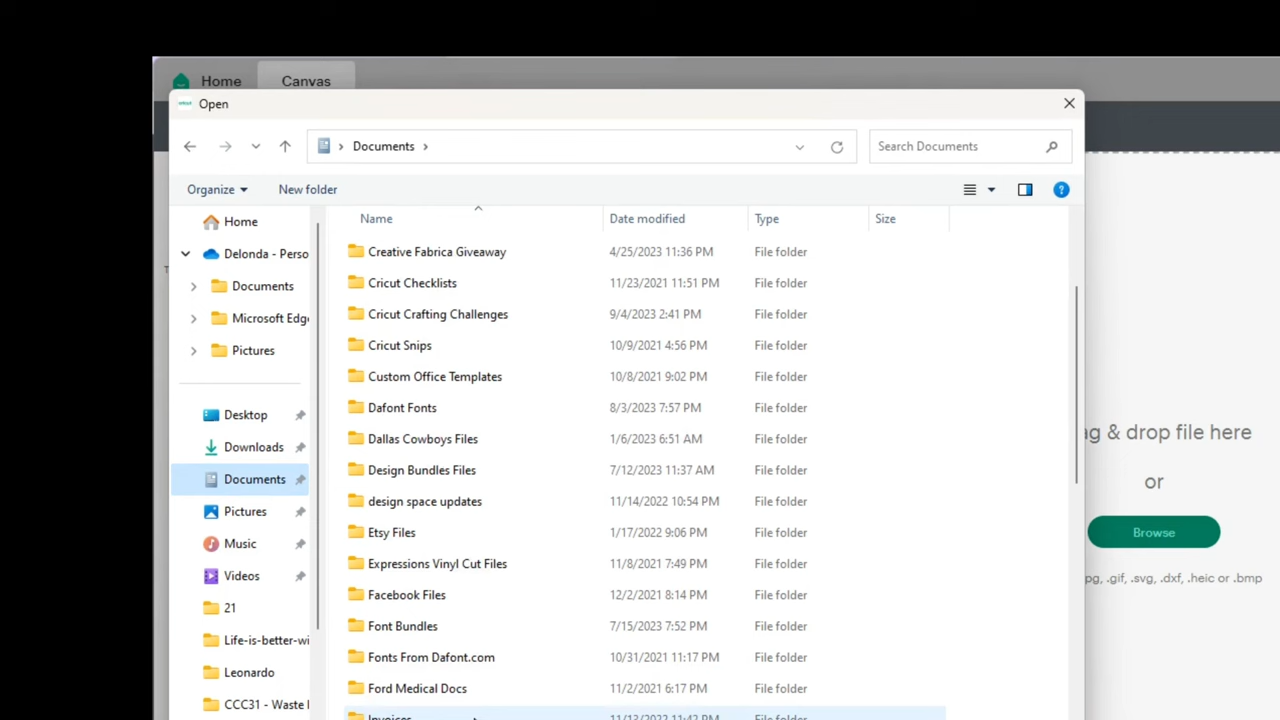 Home Canvas
Open
Documents
Search Documents
Organize New folder
Name Date modified Type Size
Home
Delonda - Perso
Documents
Microsoft Edg
Pictures
Desktop
Downloads
Documents
Pictures
Music
Videos
21
Life-is-better-wi
Leonardo
CCC31 - Waste
Creative Fabrica Giveaway 4/25/2023 11:36 PM File folder
Cricut Checklists 11/23/2021 11:51 PM File folder
Cricut Crafting Challenges 9/4/2023 2:41 PM File folder
Cricut Snips 10/9/2021 4:56 PM File folder
Custom Office Templates 10/8/2021 9:02 PM File folder
Dafont Fonts 8/3/2023 7:57 PM File folder
Dallas Cowboys Files 1/6/2023 6:51 AM File folder
Design Bundles Files 7/12/2023 11:37 AM File folder
design space updates 11/14/2022 10:54 PM File folder
Etsy Files 1/17/2022 9:06 PM File folder
Expressions Vinyl Cut Files 11/8/2021 7:49 PM File folder
Facebook Files 12/2/2021 8:14 PM File folder
Font Bundles 7/15/2023 7:52 PM File folder
Fonts From Dafont.com 10/31/2021 11:17 PM File folder
Ford Medical Docs 11/2/2021 6:17 PM File folder
Invoices 11/13/2022 11:42 PM File folder
ag & drop file here
or
Browse
pg, .gif, .svg, .dxf, .heic or .bmp